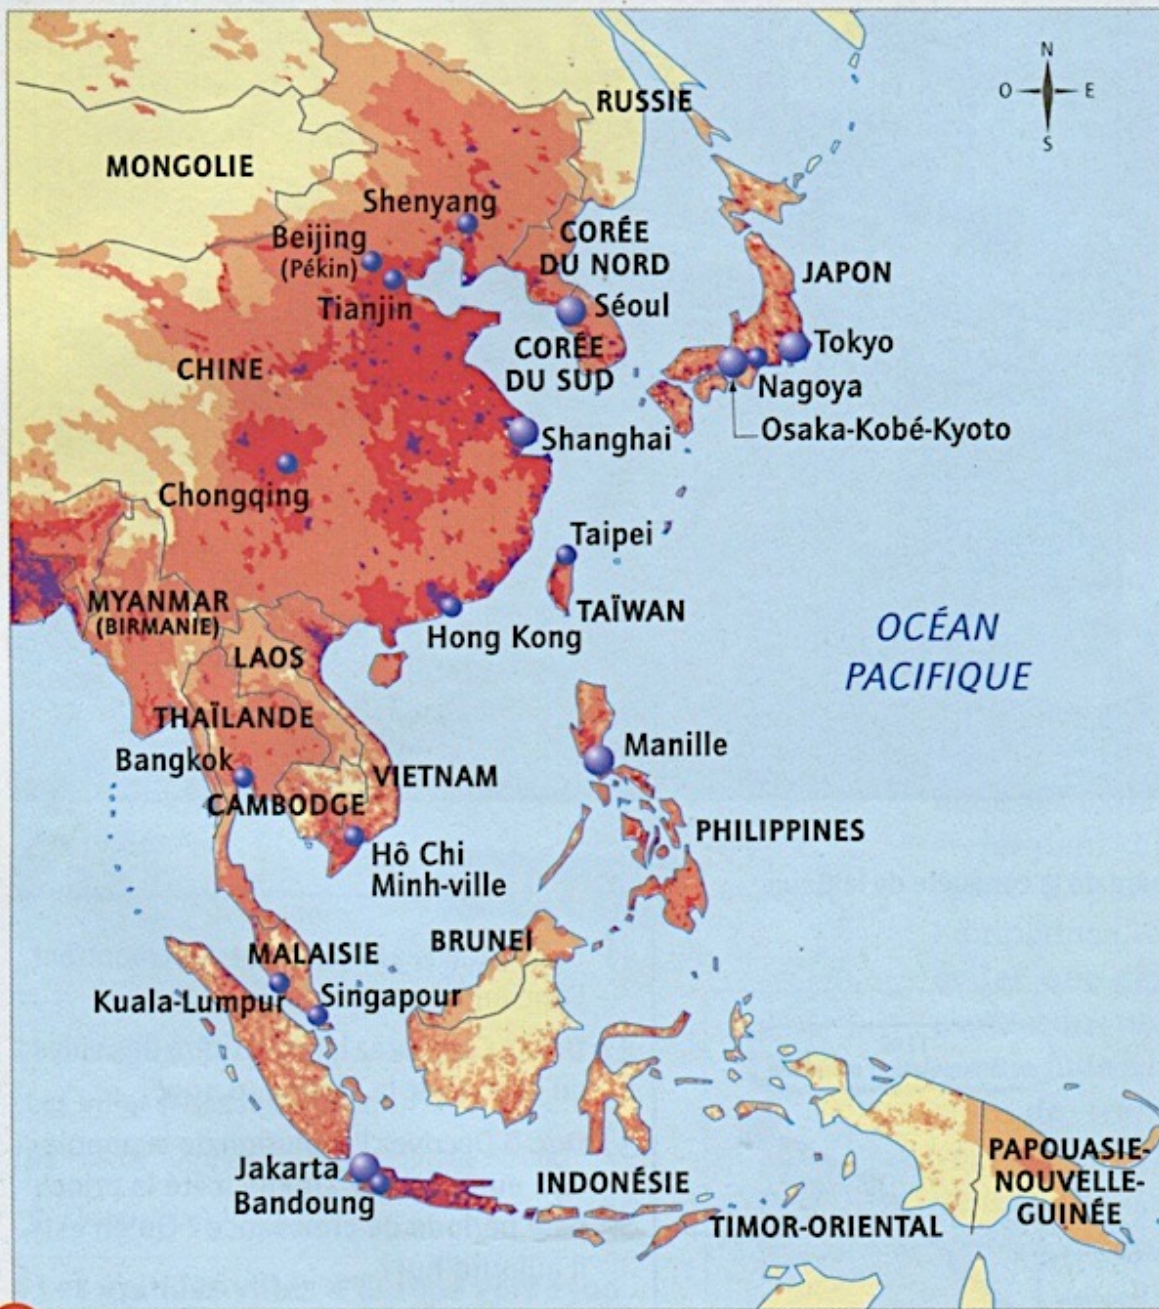 N
O
E
S
RUSSIE
MONGOLIE
Shenyang
Beijing
(Pékin)
Tianjin
CORÉE
DU NORD
JAPON
Séoul
CORÉE
DU SUD
Tokyo
Nagoya
Osaka-Kobé-Kyoto
CHINE
Shanghai
Chongqing
Taipei
TAÏWAN
MYANMAR
(BIRMANIE)
Hong Kong
LAOS
OCÉAN
PACIFIQUE
THAÏLANDE
Bangkok
VIETNAM
CAMBODGE
Manille
PHILIPPINES
Hô Chi
Minh-ville
MALAISIE
BRUNEI
Kuala-Lumpur
Singapour
Jakarta
Bandoung
INDONÉSIE
TIMOR-ORIENTAL
PAPOUASIE-
NOUVELLE-
GUINÉE